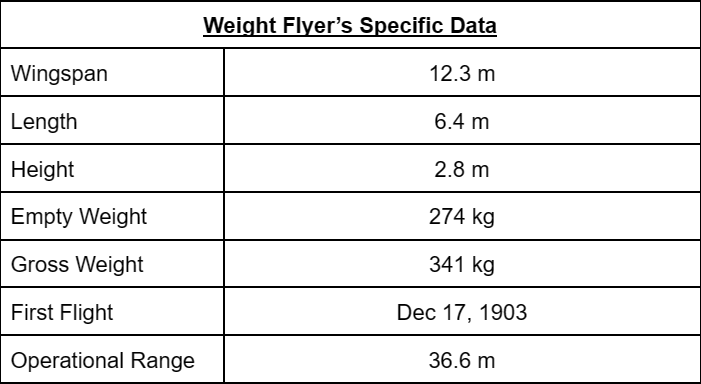 Weight Flyer’s Specific Data
Wingspan 12.3 m
Length 6.4 m
Height 2.8 m
Empty Weight 274 kg
Gross Weight 341 kg
First Flight Dec 17, 1903
Operational Range 36.6 m